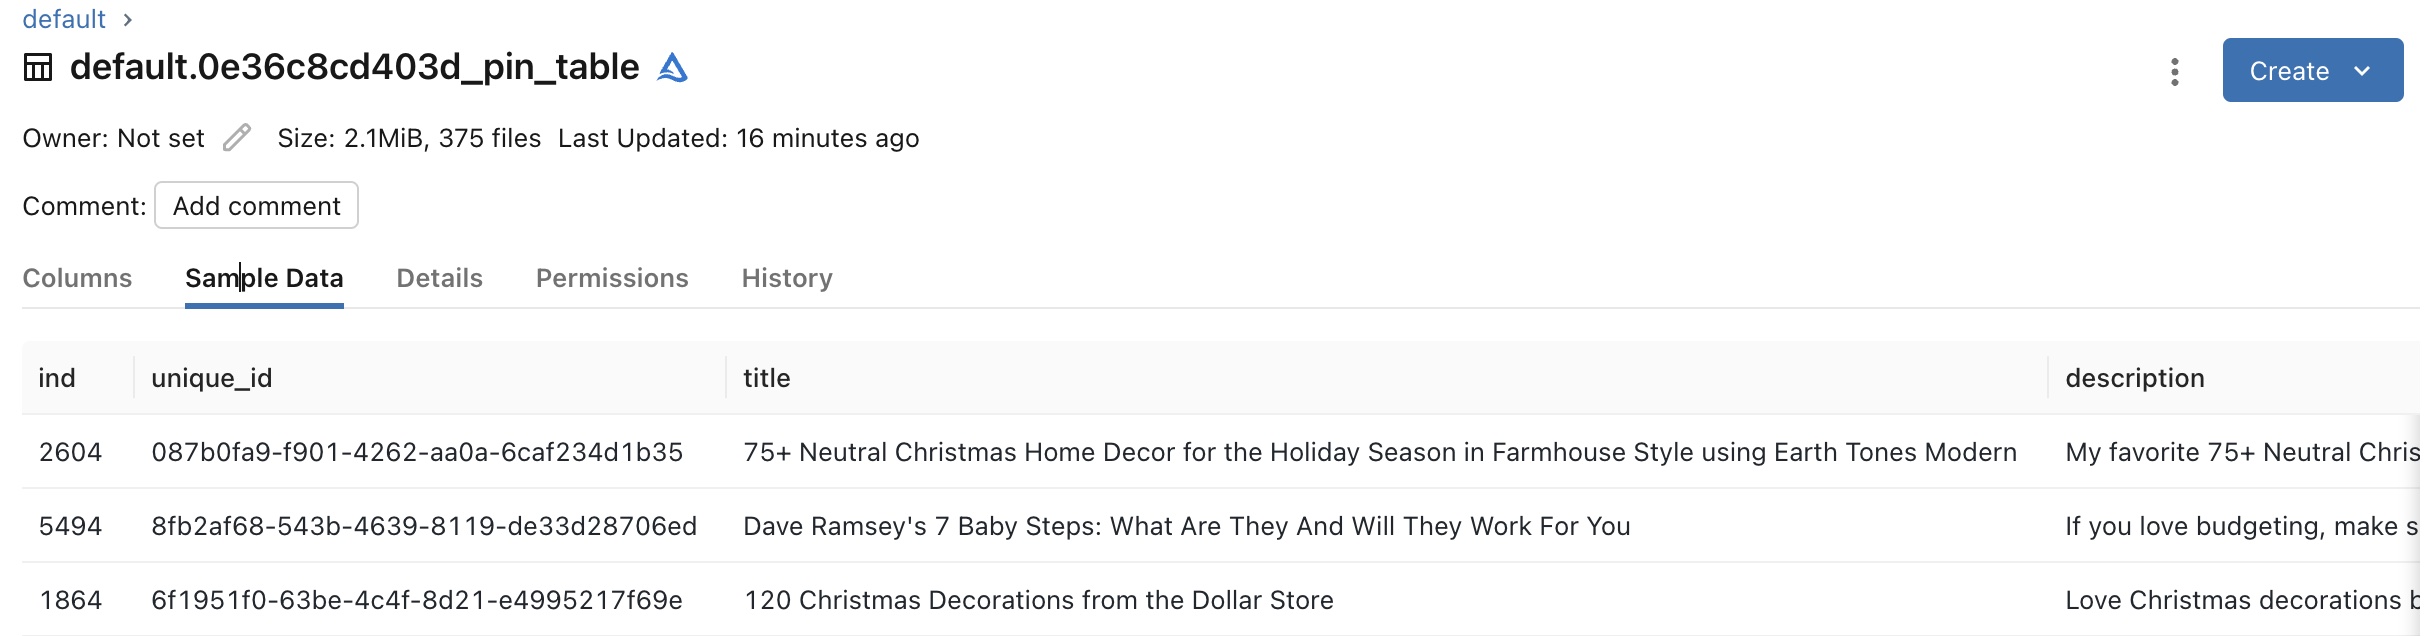 default
default.0e36c8cd403d_pin_table
Create
Owner: Not set Size: 2.1MiB, 375 files Last Updated: 16 minutes ago
Comment: Add comment
Columns Sample Data Details Permissions History
ind unique_id title description
2604 087b0fa9-f901-4262-aa0a-6caf234d1b35 75+ Neutral Christmas Home Decor for the Holiday Season in Farmhouse Style using Earth Tones Modern My favorite 75+ Neutral Chris
5494 8fb2af68-543b-4639-8119-de33d28706ed Dave Ramsey's 7 Baby Steps: What Are They And Will They Work For You If you love budgeting, make s
1864 6f1951f0-63be-4c4f-8d21-e4995217f69e 120 Christmas Decorations from the Dollar Store Love Christmas decorations b